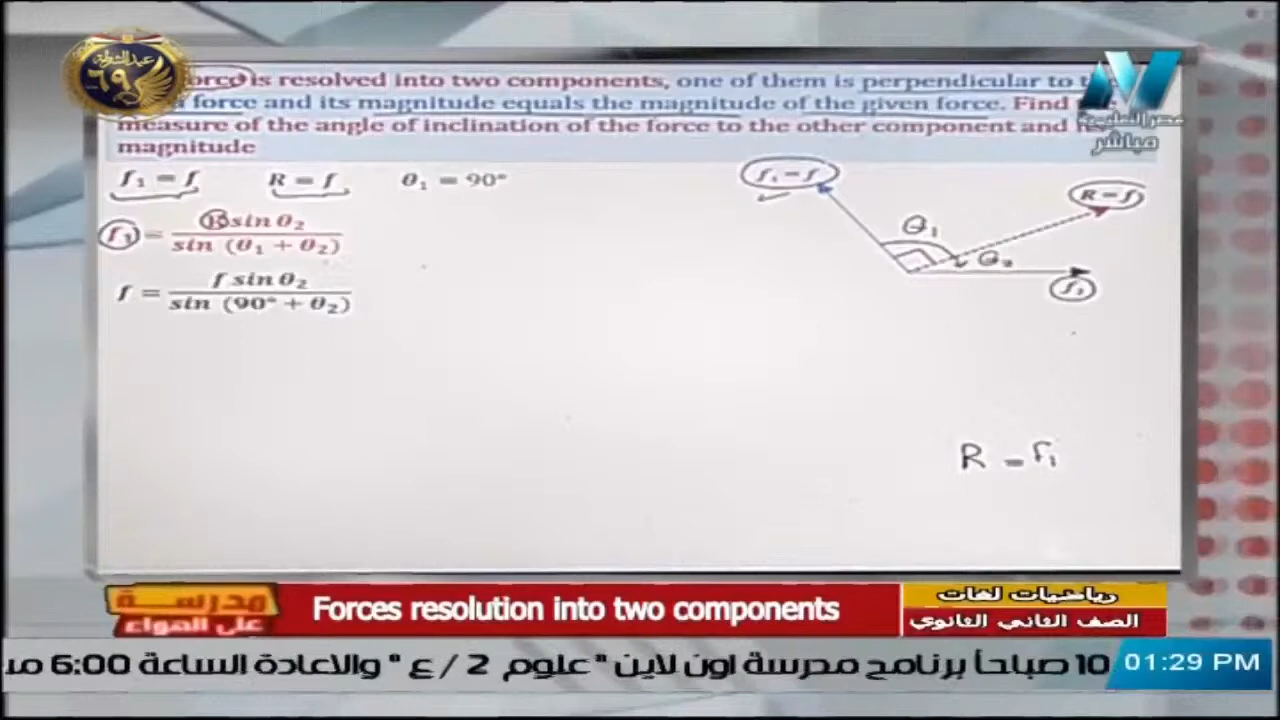 عيد الشرطة
٦٩
force is resolved into two components, one of them is perpendicular to
force and its magnitude equals the magnitude of the given force. Find the
measure of the angle of inclination of the force to the other component and
magnitude
مصر التعليمية
مباشر
f₁ = f R = f θ₁ = 90°
f₁ = R sin θ₂ / sin (θ₁ + θ₂)
f = f sin θ₂ / sin (90° + θ₂)
f₁ = f
R = f
θ₁
θ₂
f₂
R = F₁
مدرسة
على الهواء
Forces resolution into two components
رياضيات لغات
الصف الثاني الثانوي
10 صباحاً برنامج مدرسة اون لاين " علوم 2 / ع " والاعادة الساعة 6:00
01:29 PM